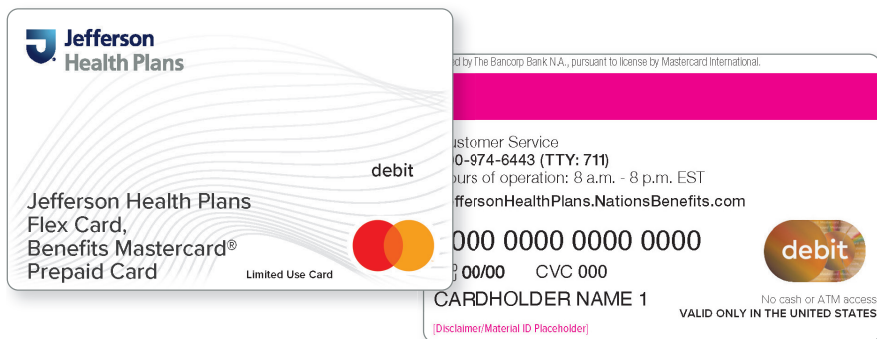 Jefferson
Health Plans
debit
Jefferson Health Plans
Flex Card,
Benefits Mastercard®
Prepaid Card
Limited Use Card
by The Bancorp Bank N.A., pursuant to license by Mastercard International.
Service
0-974-6443 (TTY: 711)
of operation: 8 a.m. - 8 p.m. EST
ffersonHealthPlans.NationsBenefits.com
000 0000 0000 0000
00/00 CVC 000
debit
CARDHOLDER NAME 1
No cash or ATM access
VALID ONLY IN THE UNITED STATES
[Disclaimer/Material ID Placeholder]